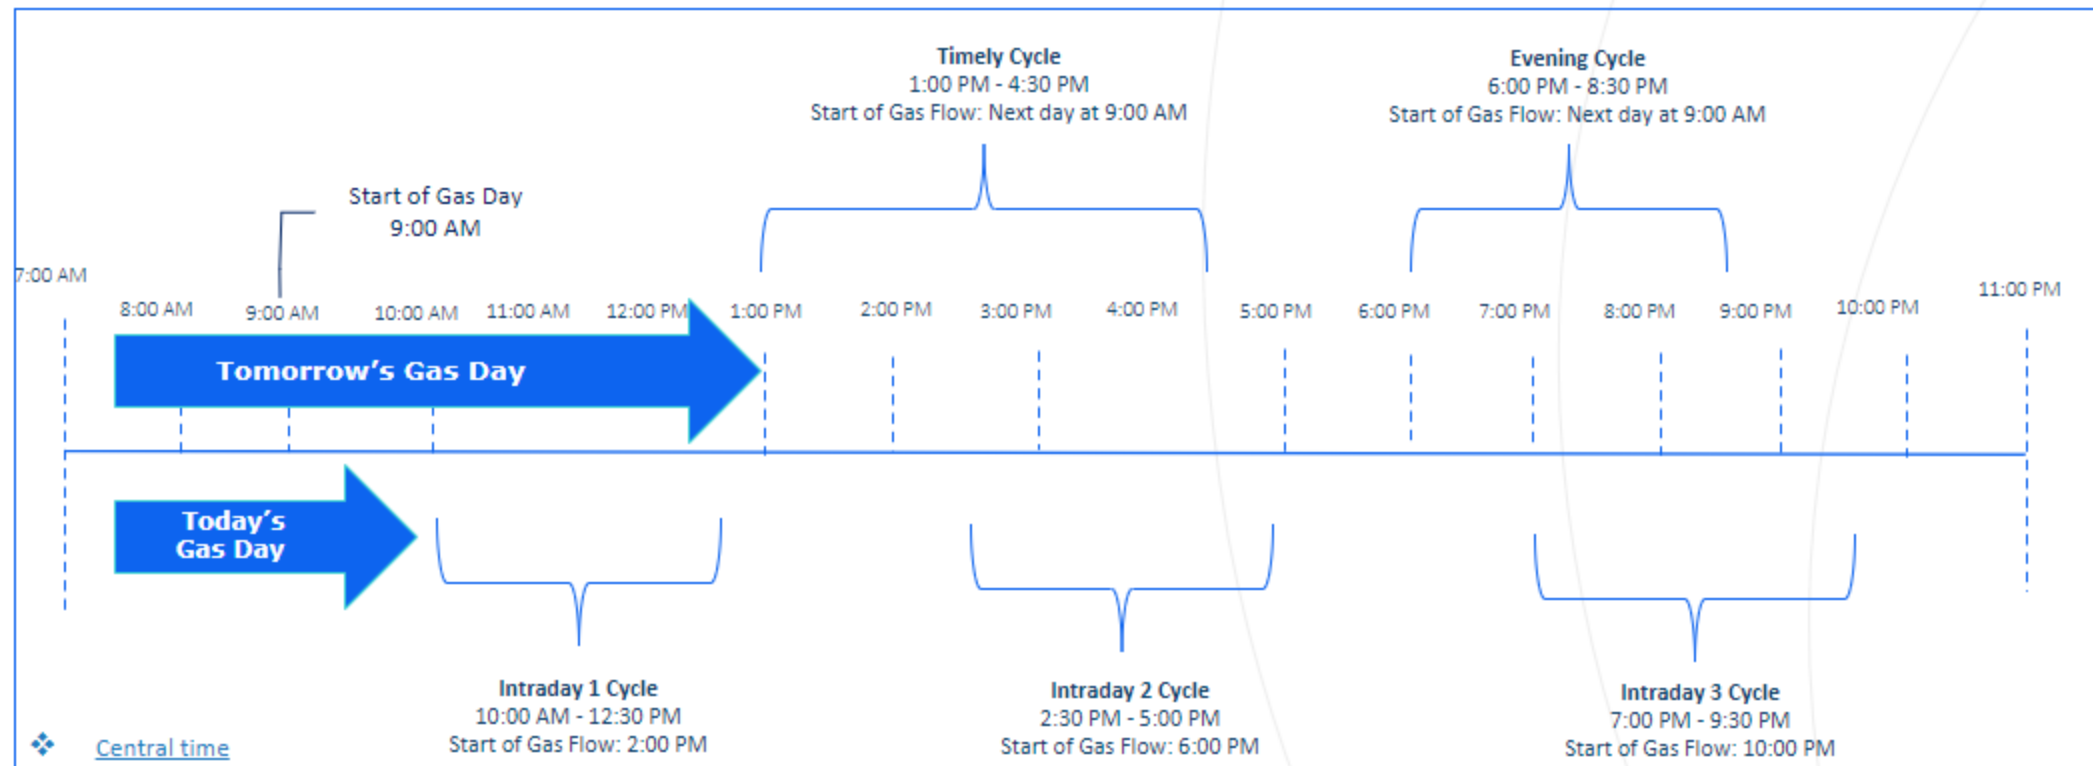 Timely Cycle
1:00 PM - 4:30 PM
Start of Gas Flow: Next day at 9:00 AM
Evening Cycle
6:00 PM - 8:30 PM
Start of Gas Flow: Next day at 9:00 AM
Start of Gas Day
9:00 AM
7:00 AM
8:00 AM
9:00 AM
10:00 AM
11:00 AM
12:00 PM
1:00 PM
2:00 PM
3:00 PM
4:00 PM
5:00 PM
6:00 PM
7:00 PM
8:00 PM
9:00 PM
10:00 PM
11:00 PM
Tomorrow’s Gas Day
Today’s
Gas Day
Intraday 1 Cycle
10:00 AM - 12:30 PM
Start of Gas Flow: 2:00 PM
Intraday 2 Cycle
2:30 PM - 5:00 PM
Start of Gas Flow: 6:00 PM
Intraday 3 Cycle
7:00 PM - 9:30 PM
Start of Gas Flow: 10:00 PM
Central time